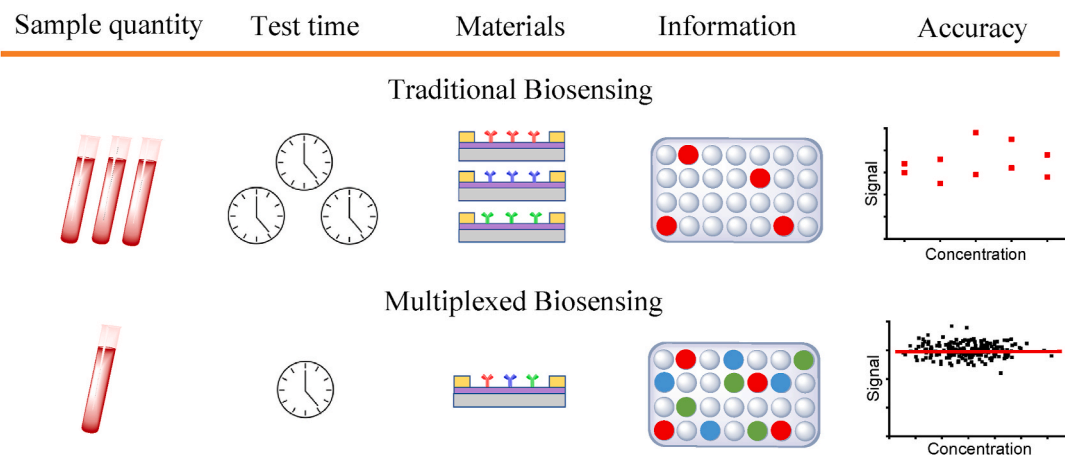 Sample quantity
Test time
Materials
Information
Accuracy
Traditional Biosensing
Signal
Concentration
Multiplexed Biosensing
Signal
Concentration